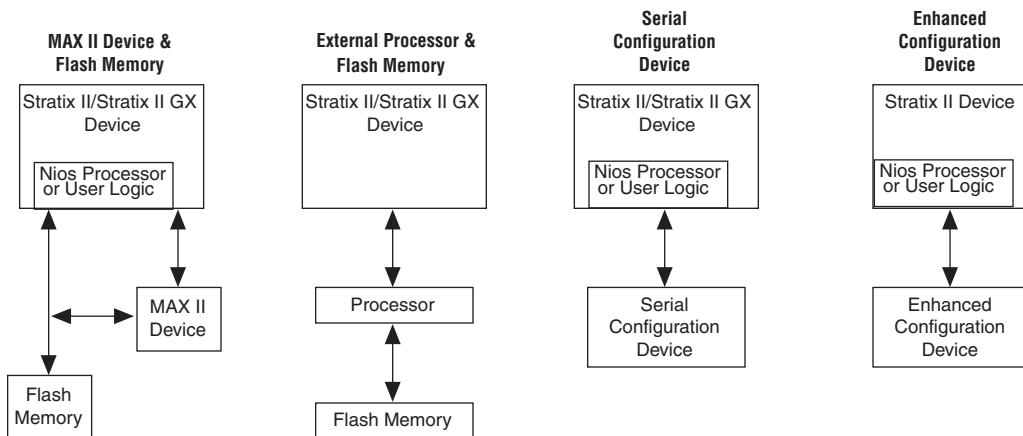 MAX II Device &
Flash Memory
Stratix II/Stratix II GX
Device
Nios Processor
or User Logic
MAX II
Device
Flash
Memory
External Processor &
Flash Memory
Stratix II/Stratix II GX
Device
Processor
Flash Memory
Serial
Configuration
Device
Stratix II/Stratix II GX
Device
Nios Processor
or User Logic
Serial
Configuration
Device
Enhanced
Configuration
Device
Stratix II Device
Nios Processor
or User Logic
Enhanced
Configuration
Device